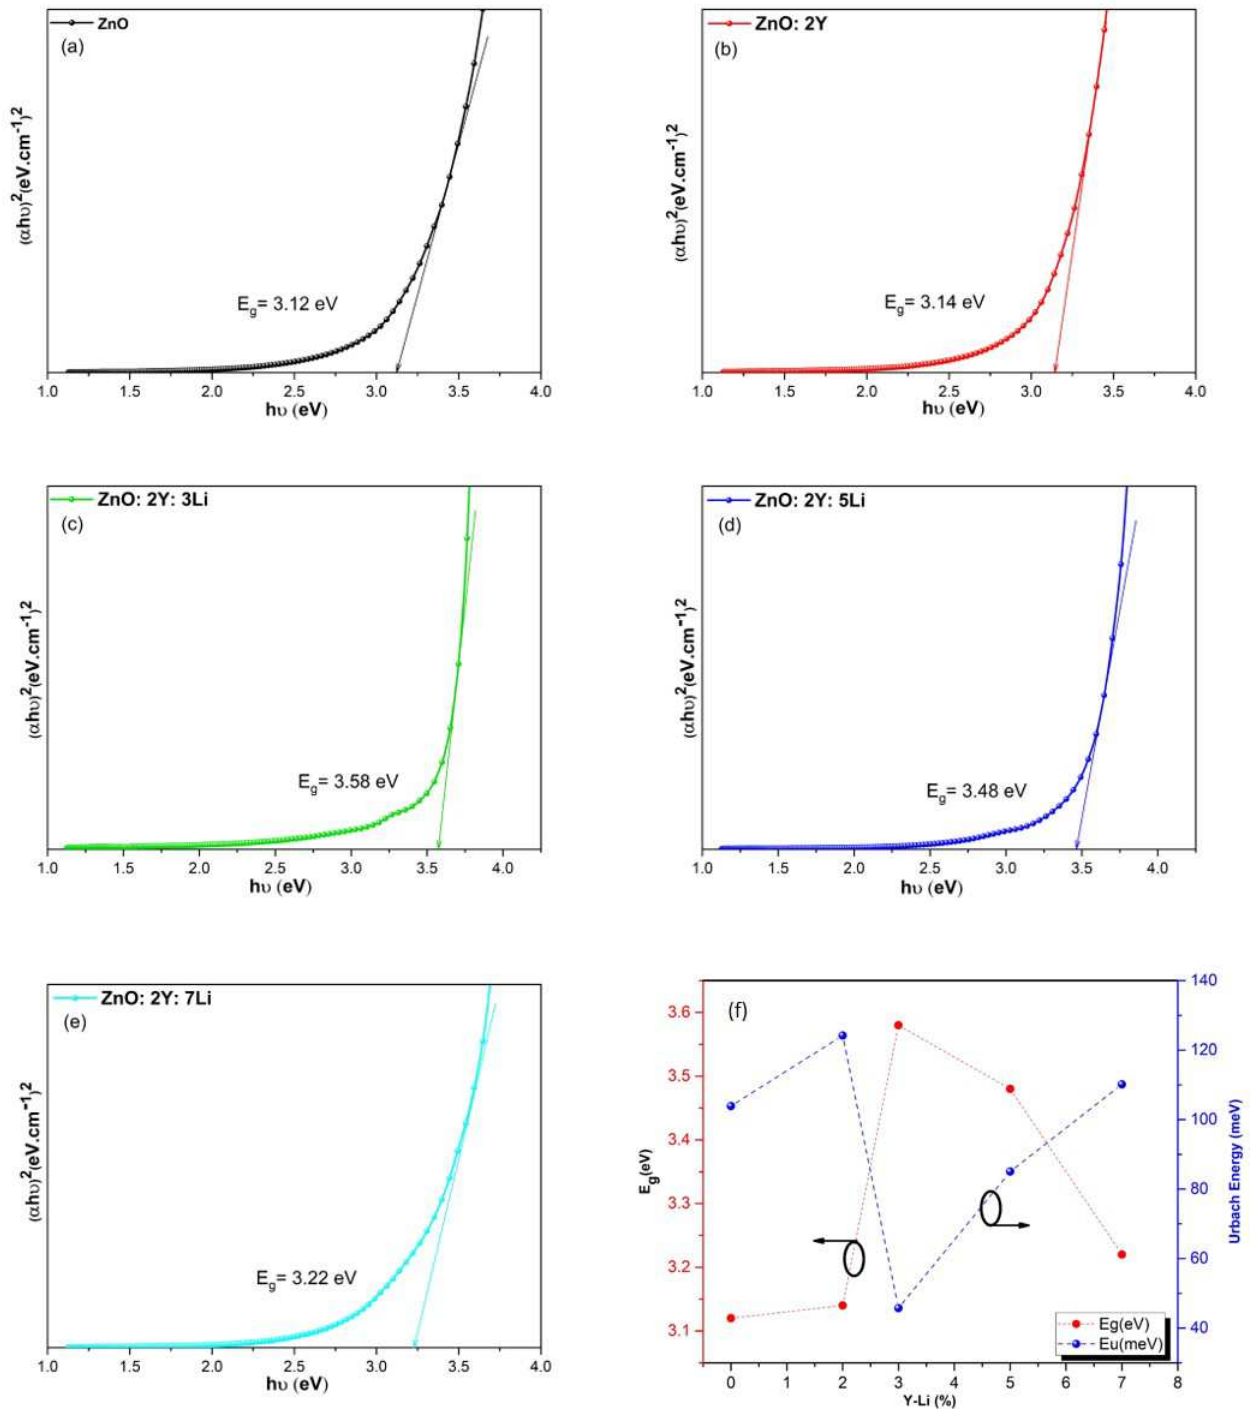 ZnO
(a)
(αhυ)²(eV.cm⁻¹)²
E_g= 3.12 eV
1.0 1.5 2.0 2.5 3.0 3.5 4.0
hυ (eV)
ZnO: 2Y
(b)
(αhυ)²(eV.cm⁻¹)²
E_g= 3.14 eV
1.0 1.5 2.0 2.5 3.0 3.5 4.0
hυ (eV)
ZnO: 2Y: 3Li
(c)
(αhυ)²(eV.cm⁻¹)²
E_g= 3.58 eV
1.0 1.5 2.0 2.5 3.0 3.5 4.0
hυ (eV)
ZnO: 2Y: 5Li
(d)
(αhυ)²(eV.cm⁻¹)²
E_g= 3.48 eV
1.0 1.5 2.0 2.5 3.0 3.5 4.0
hυ (eV)
ZnO: 2Y: 7Li
(e)
(αhυ)²(eV.cm⁻¹)²
E_g= 3.22 eV
1.0 1.5 2.0 2.5 3.0 3.5 4.0
hυ (eV)
(f)
3.6
3.5
3.4
3.3
3.2
3.1
E_g(eV)
140
120
100
80
60
40
Urbach Energy (meV)
Eg(eV)
Eu(meV)
0 1 2 3 4 5 6 7 8
Y-Li (%)